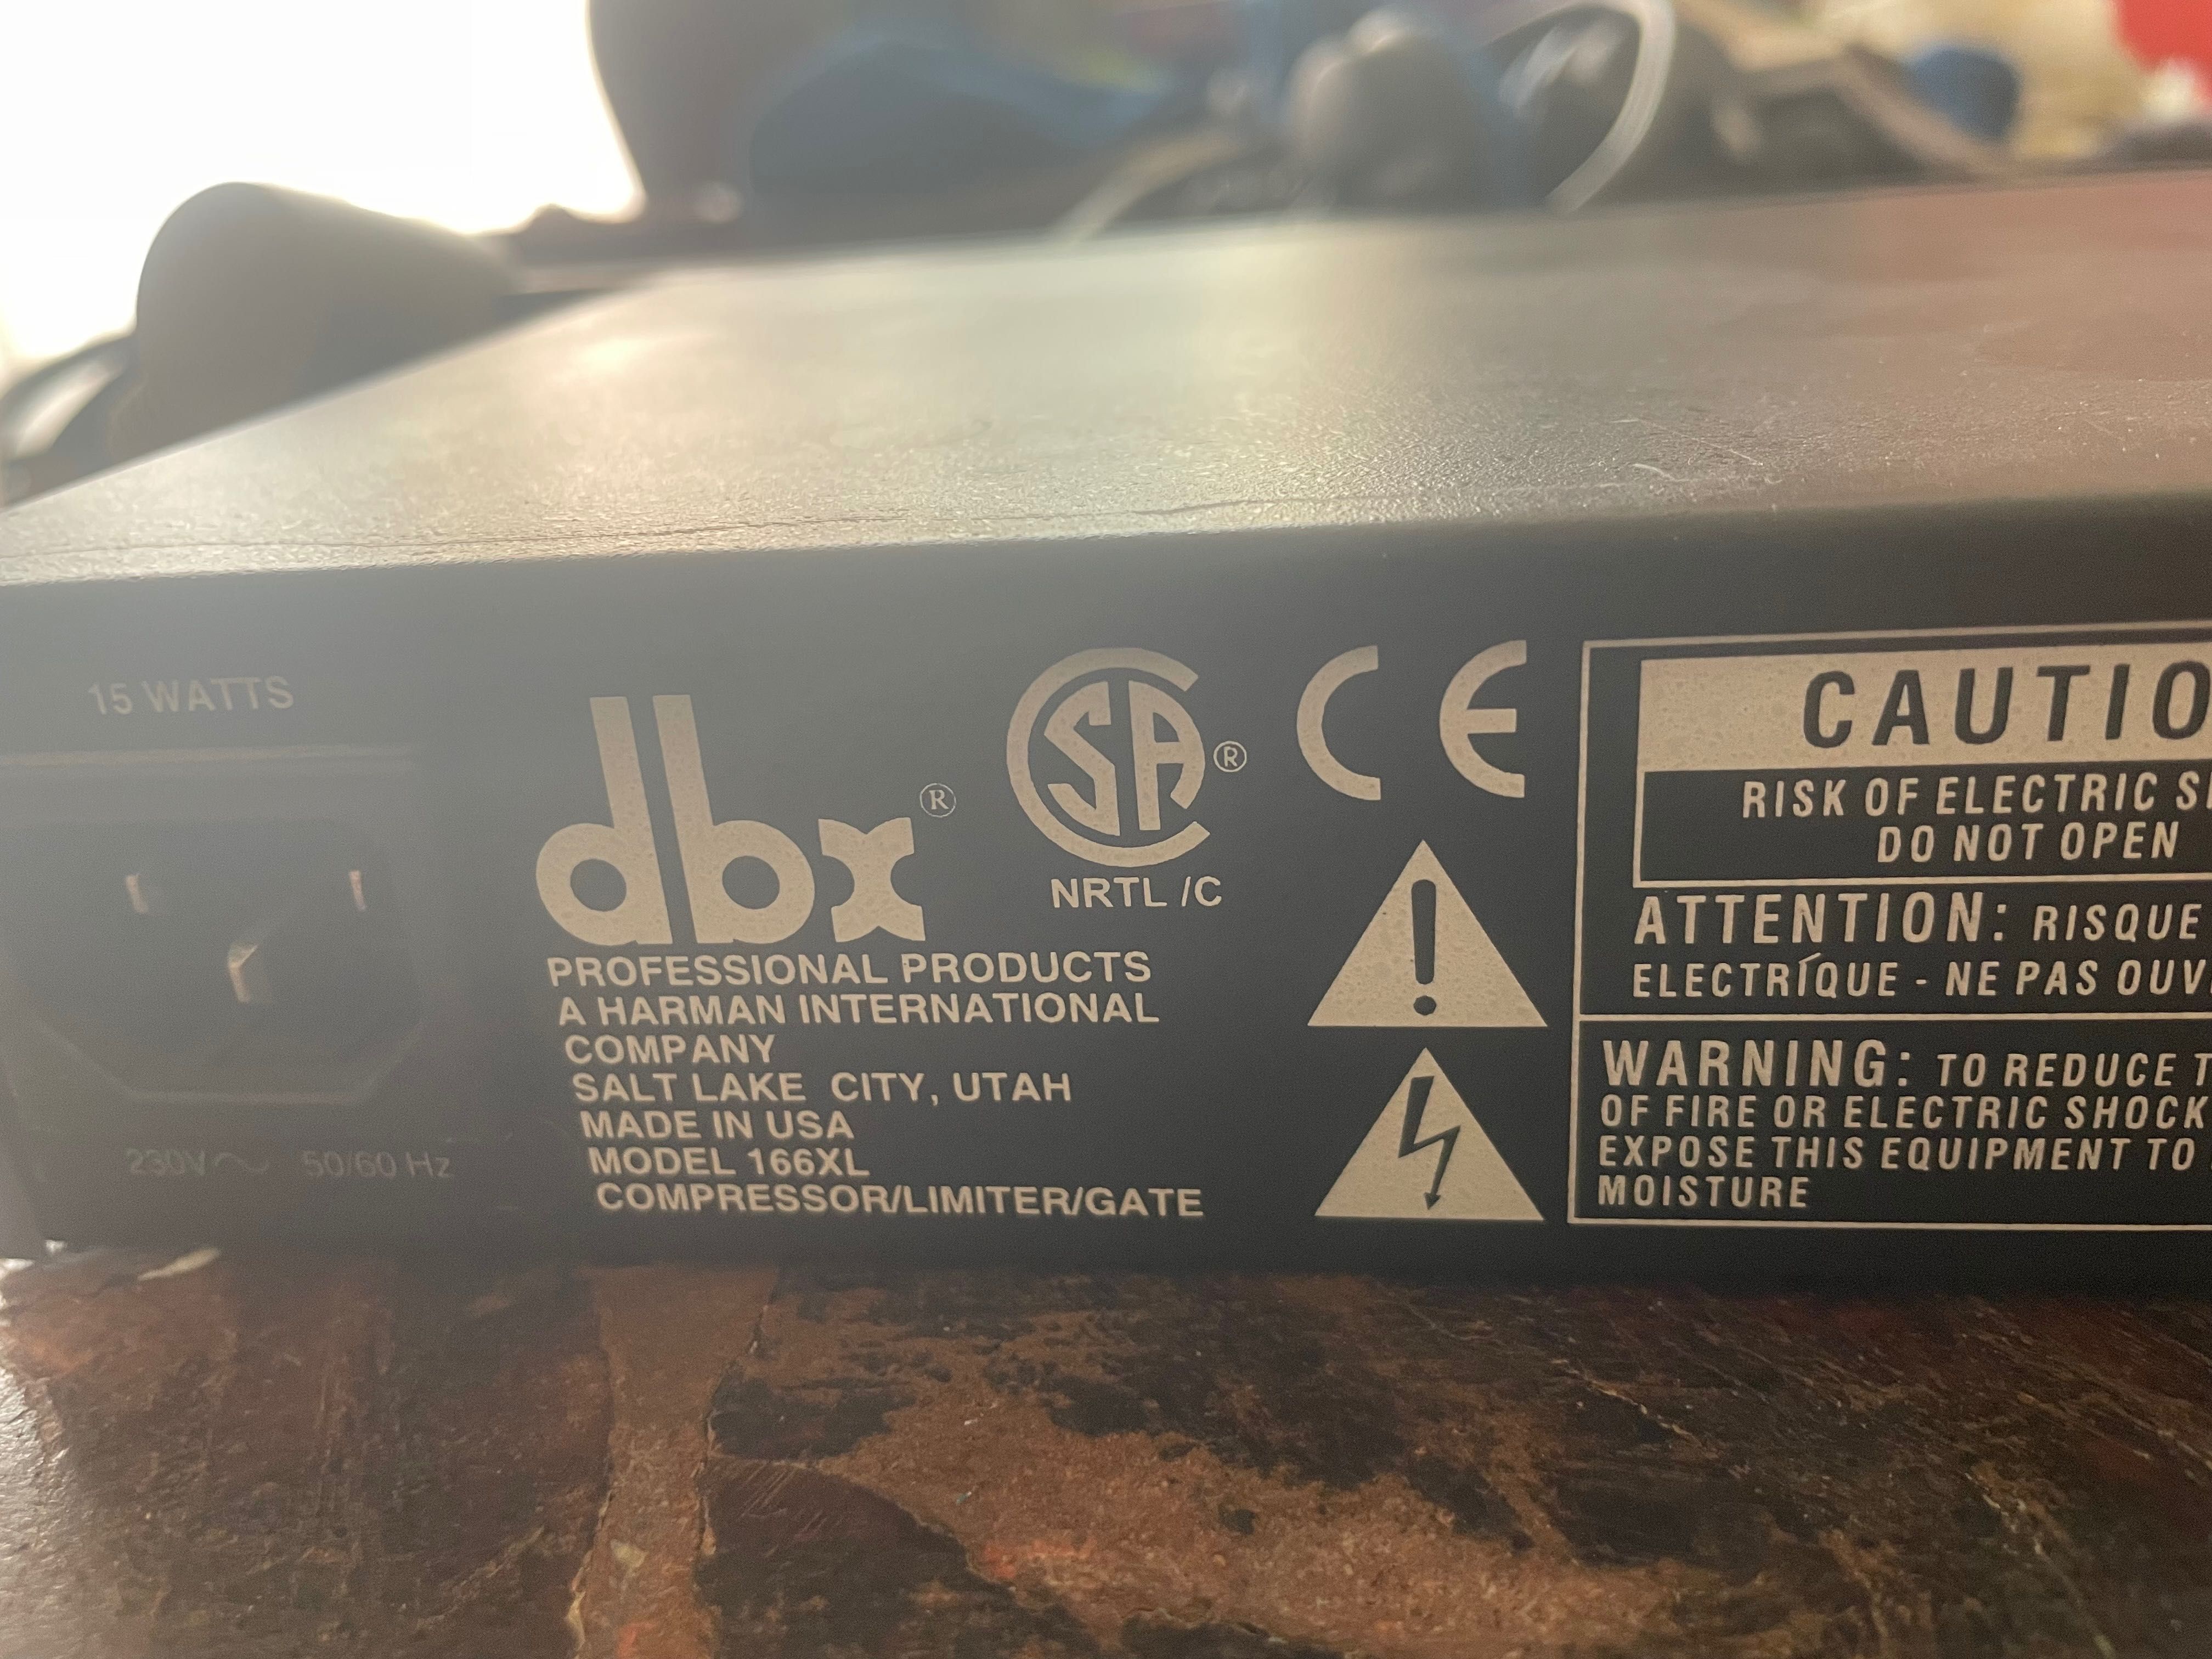 15 WATTS
230V~ 50/60 Hz
dbx®
PROFESSIONAL PRODUCTS
A HARMAN INTERNATIONAL
COMPANY
SALT LAKE CITY, UTAH
MADE IN USA
MODEL 166XL
COMPRESSOR/LIMITER/GATE
CSA®
NRTL /C
CE
!
CAUTIO
RISK OF ELECTRIC S
DO NOT OPEN
ATTENTION: RISQUE
ELECTRÍQUE - NE PAS OUV
WARNING: TO REDUCE T
OF FIRE OR ELECTRIC SHOCK
EXPOSE THIS EQUIPMENT TO
MOISTURE